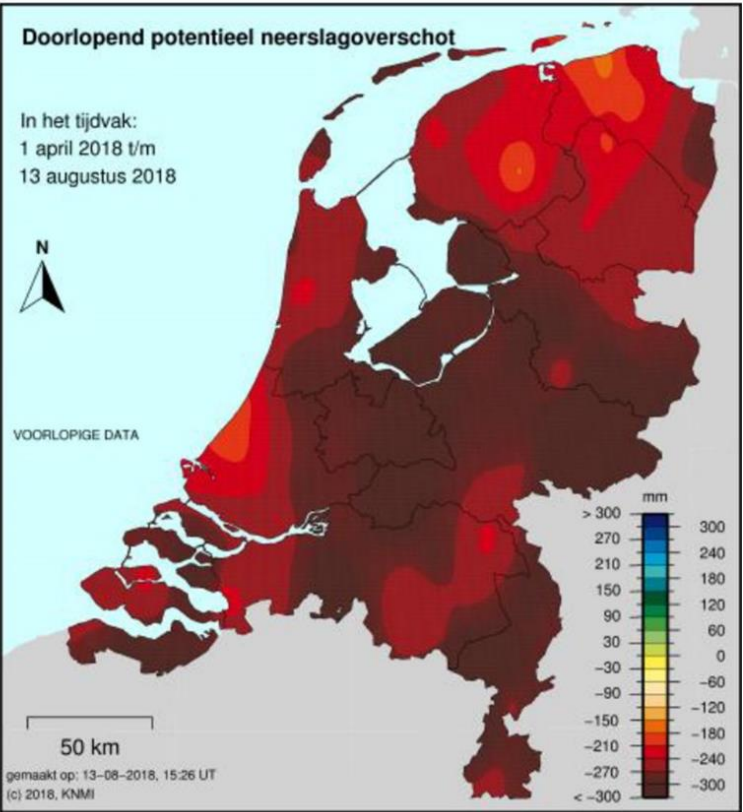 Doorlopend potentieel neerslagoverschot
In het tijdvak:
1 april 2018 t/m
13 augustus 2018
N
VOORLOPIGE DATA
mm
> 300
300
270
240
210
180
150
120
90
60
30
0
−30
−60
−90
−120
−150
−180
−210
−240
−270
−300
< −300
50 km
gemaakt op: 13−08−2018, 15:26 UT
(c) 2018, KNMI